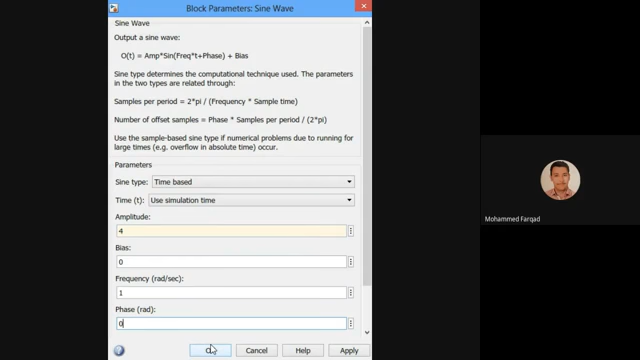 Block Parameters: Sine Wave
Sine Wave
Output a sine wave:
O(t) = Amp*Sin(Freq*t+Phase) + Bias
Sine type determines the computational technique used. The parameters
in the two types are related through:
Samples per period = 2*pi / (Frequency * Sample time)
Number of offset samples = Phase * Samples per period / (2*pi)
Use the sample-based sine type if numerical problems due to running for
large times (e.g. overflow in absolute time) occur.
Parameters
Sine type: Time based
Time (t): Use simulation time
Amplitude:
4
Bias:
0
Frequency (rad/sec):
1
Phase (rad):
0
Cancel Help Apply
Mohammed Farqad